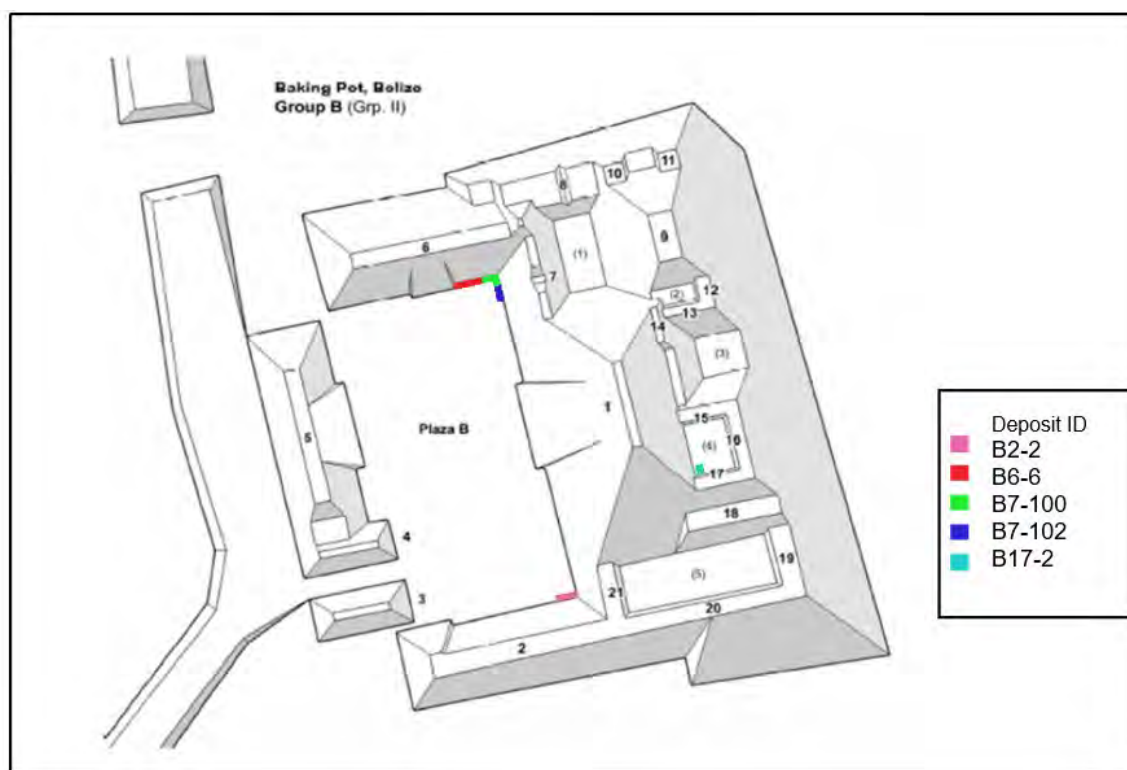 Baking Pot, Belize
Group B (Grp. II)
11
10
8
6
(1)
9
7
12
(2)
13
14
(3)
1
5
Plaza B
15
(4)
16
17
18
4
19
(5)
21
3
20
2
Deposit ID
B2-2
B6-6
B7-100
B7-102
B17-2